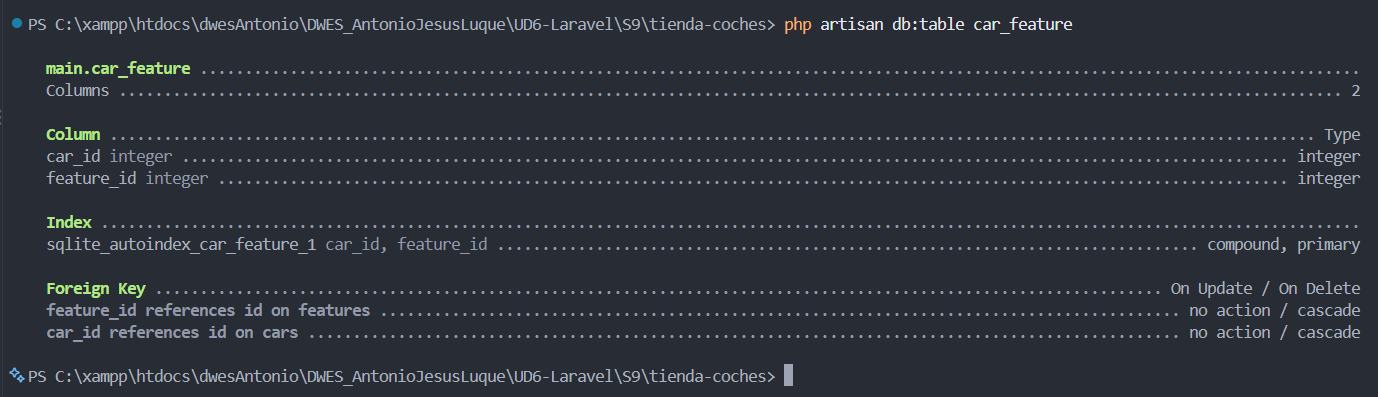 PS C:\xampp\htdocs\dwesAntonio\DWES_AntonioJesusLuque\UD6-Laravel\S9\tienda-coches> php artisan db:table car_feature
main.car_feature ........................................................................................................................................
Columns ............................................................................................................................................... 2
Column ............................................................................................................................................ Type
car_id integer ................................................................................................................................ integer
feature_id integer ............................................................................................................................ integer
Index ...................................................................................................................................................
sqlite_autoindex_car_feature_1 car_id, feature_id ................................................................................. compound, primary
Foreign Key ..................................................................................................................... On Update / On Delete
feature_id references id on features ............................................................................................. no action / cascade
car_id references id on cars ..................................................................................................... no action / cascade
PS C:\xampp\htdocs\dwesAntonio\DWES_AntonioJesusLuque\UD6-Laravel\S9\tienda-coches>